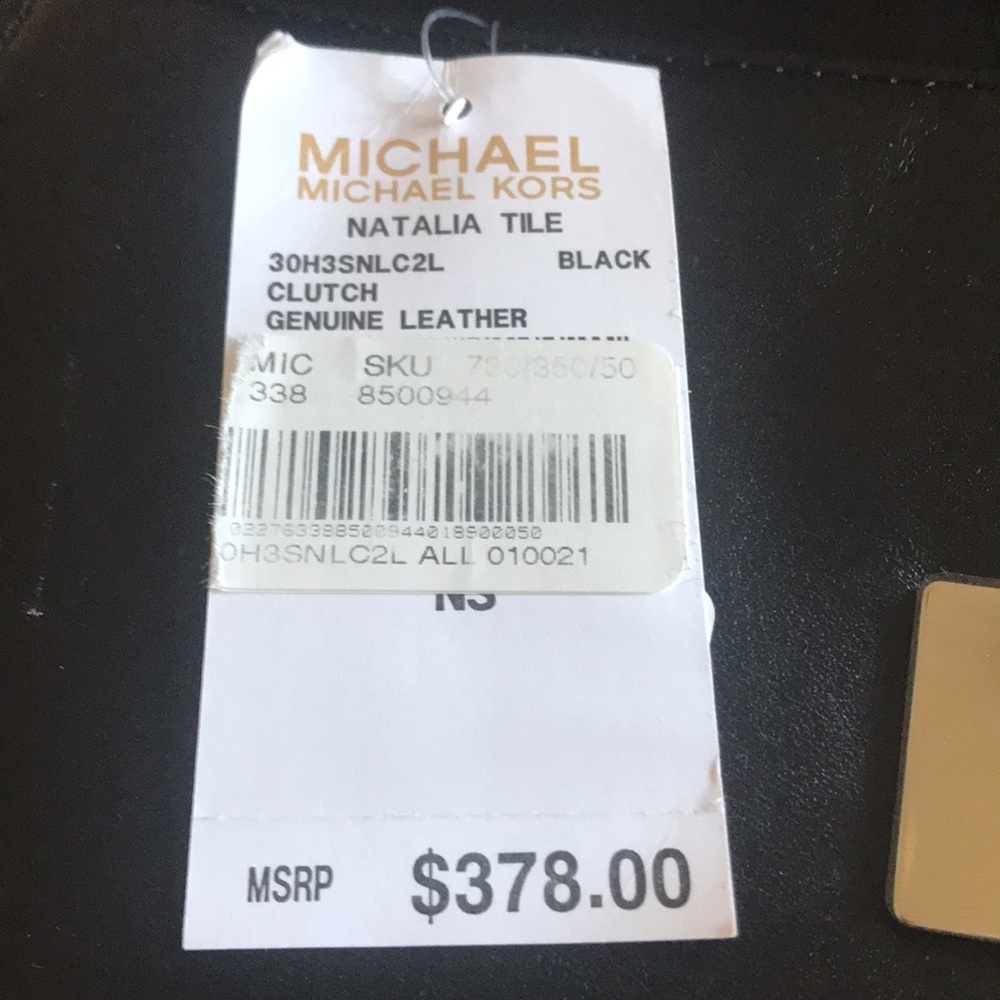 MICHAEL
MICHAEL KORS
NATALIA TILE
30H3SNLC2L BLACK
CLUTCH
GENUINE LEATHER
MIC SKU
338 8500944
0H3SNLC2L ALL 010021
NS
MSRP $378.00